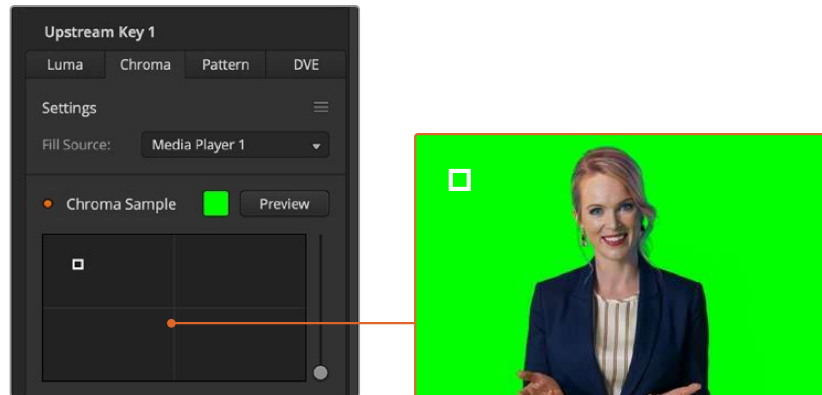 Upstream Key 1
Luma Chroma Pattern DVE
Settings
Fill Source: Media Player 1
Chroma Sample Preview